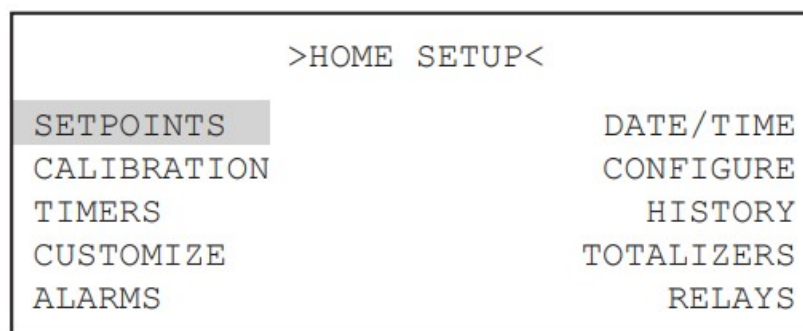 >HOME SETUP<
SETPOINTS DATE/TIME
CALIBRATION CONFIGURE
TIMERS HISTORY
CUSTOMIZE TOTALIZERS
ALARMS RELAYS